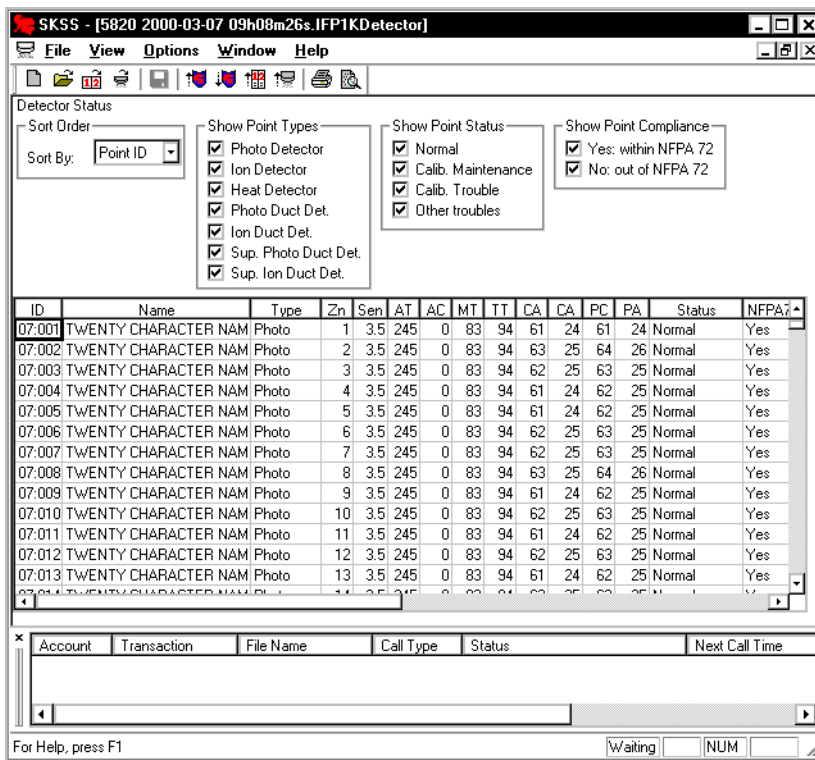 SKSS - [5820 2000-03-07 09h08m26s.IFP1KDetector]
File View Options Window Help
Detector Status
Sort Order
Sort By: Point ID
Show Point Types
Photo Detector
Ion Detector
Heat Detector
Photo Duct Det.
Ion Duct Det.
Sup. Photo Duct Det.
Sup. Ion Duct Det.
Show Point Status
Normal
Calib. Maintenance
Calib. Trouble
Other troubles
Show Point Compliance
Yes: within NFPA 72
No: out of NFPA 72
ID Name Type Zn Sen AT AC MT TT CA CA PC PA Status NFPA7
07:001 TWENTY CHARACTER NAM Photo 1 3.5 245 0 83 94 61 24 61 24 Normal Yes
07:002 TWENTY CHARACTER NAM Photo 2 3.5 245 0 83 94 63 25 64 26 Normal Yes
07:003 TWENTY CHARACTER NAM Photo 3 3.5 245 0 83 94 62 25 63 25 Normal Yes
07:004 TWENTY CHARACTER NAM Photo 4 3.5 245 0 83 94 61 24 62 25 Normal Yes
07:005 TWENTY CHARACTER NAM Photo 5 3.5 245 0 83 94 61 24 62 25 Normal Yes
07:006 TWENTY CHARACTER NAM Photo 6 3.5 245 0 83 94 62 25 63 25 Normal Yes
07:007 TWENTY CHARACTER NAM Photo 7 3.5 245 0 83 94 62 25 63 25 Normal Yes
07:008 TWENTY CHARACTER NAM Photo 8 3.5 245 0 83 94 63 25 64 26 Normal Yes
07:009 TWENTY CHARACTER NAM Photo 9 3.5 245 0 83 94 61 24 62 25 Normal Yes
07:010 TWENTY CHARACTER NAM Photo 10 3.5 245 0 83 94 62 25 63 25 Normal Yes
07:011 TWENTY CHARACTER NAM Photo 11 3.5 245 0 83 94 61 24 62 25 Normal Yes
07:012 TWENTY CHARACTER NAM Photo 12 3.5 245 0 83 94 62 25 63 25 Normal Yes
07:013 TWENTY CHARACTER NAM Photo 13 3.5 245 0 83 94 61 24 62 25 Normal Yes
Account Transaction File Name Call Type Status Next Call Time
For Help, press F1 Waiting NUM